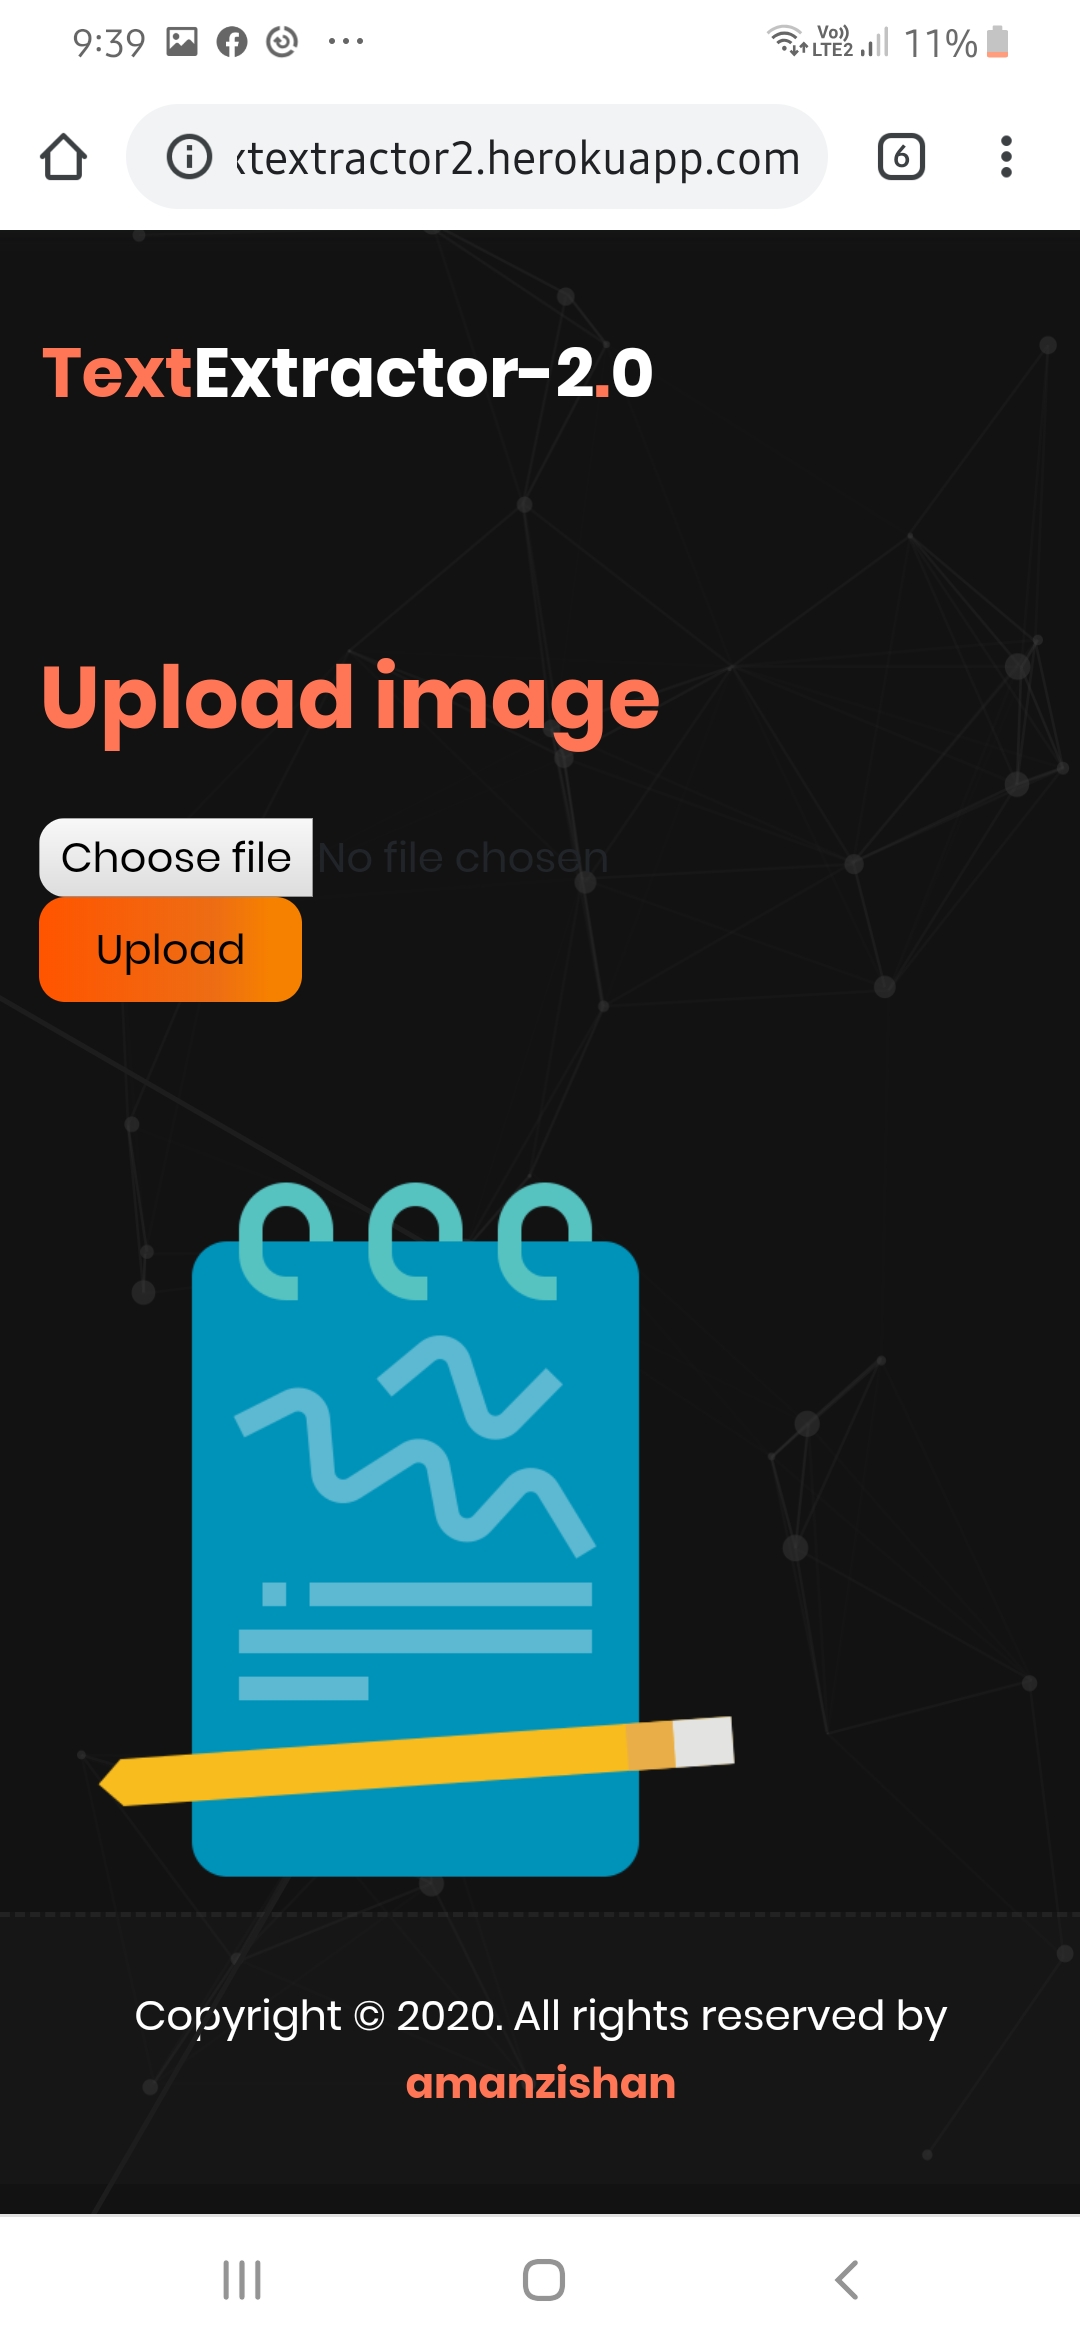 9:39 Vo)) LTE2 11%
xtextractor2.herokuapp.com 6
TextExtractor-2.0
Upload image
Choose file No file chosen
Upload
Copyright © 2020. All rights reserved by
amanzishan